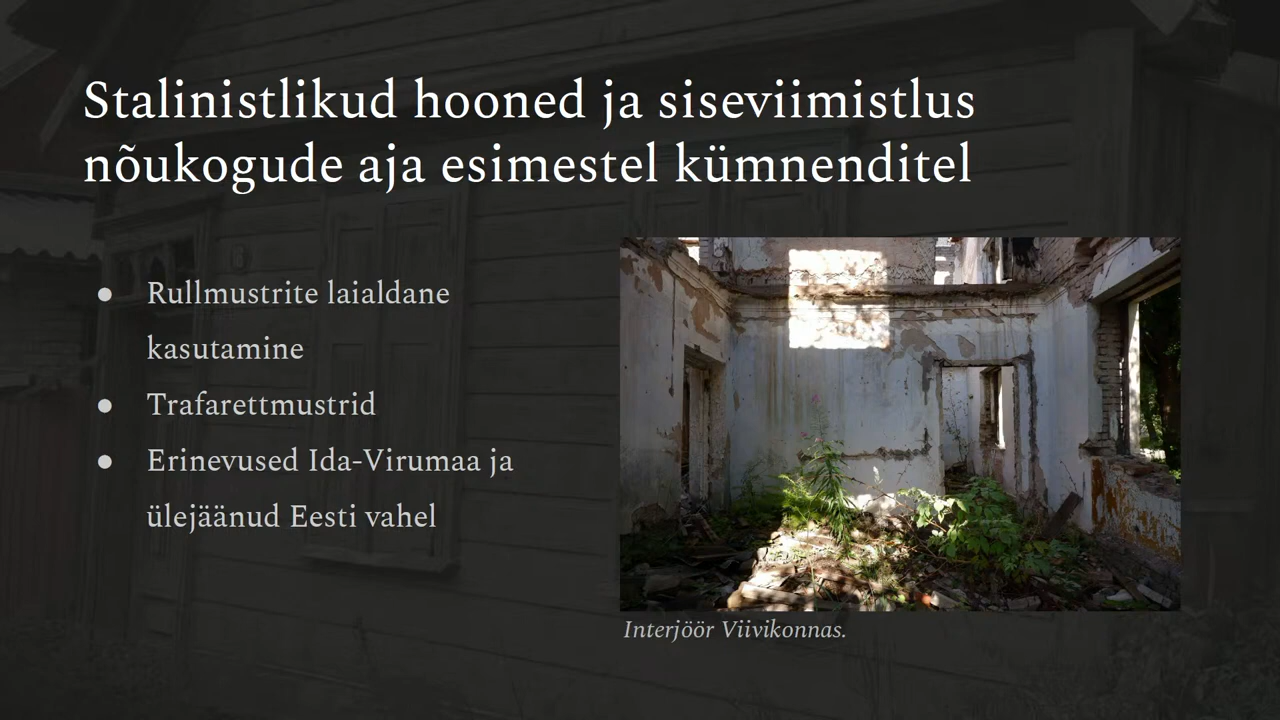 Stalinistlikud hooned ja siseviimistlus
nõukogude aja esimestel kümnenditel
● Rullmustrite laialdane
kasutamine
● Trafarettmustrid
● Erinevused Ida-Virumaa ja
ülejäänud Eesti vahel
Interjöör Viivikonnas.